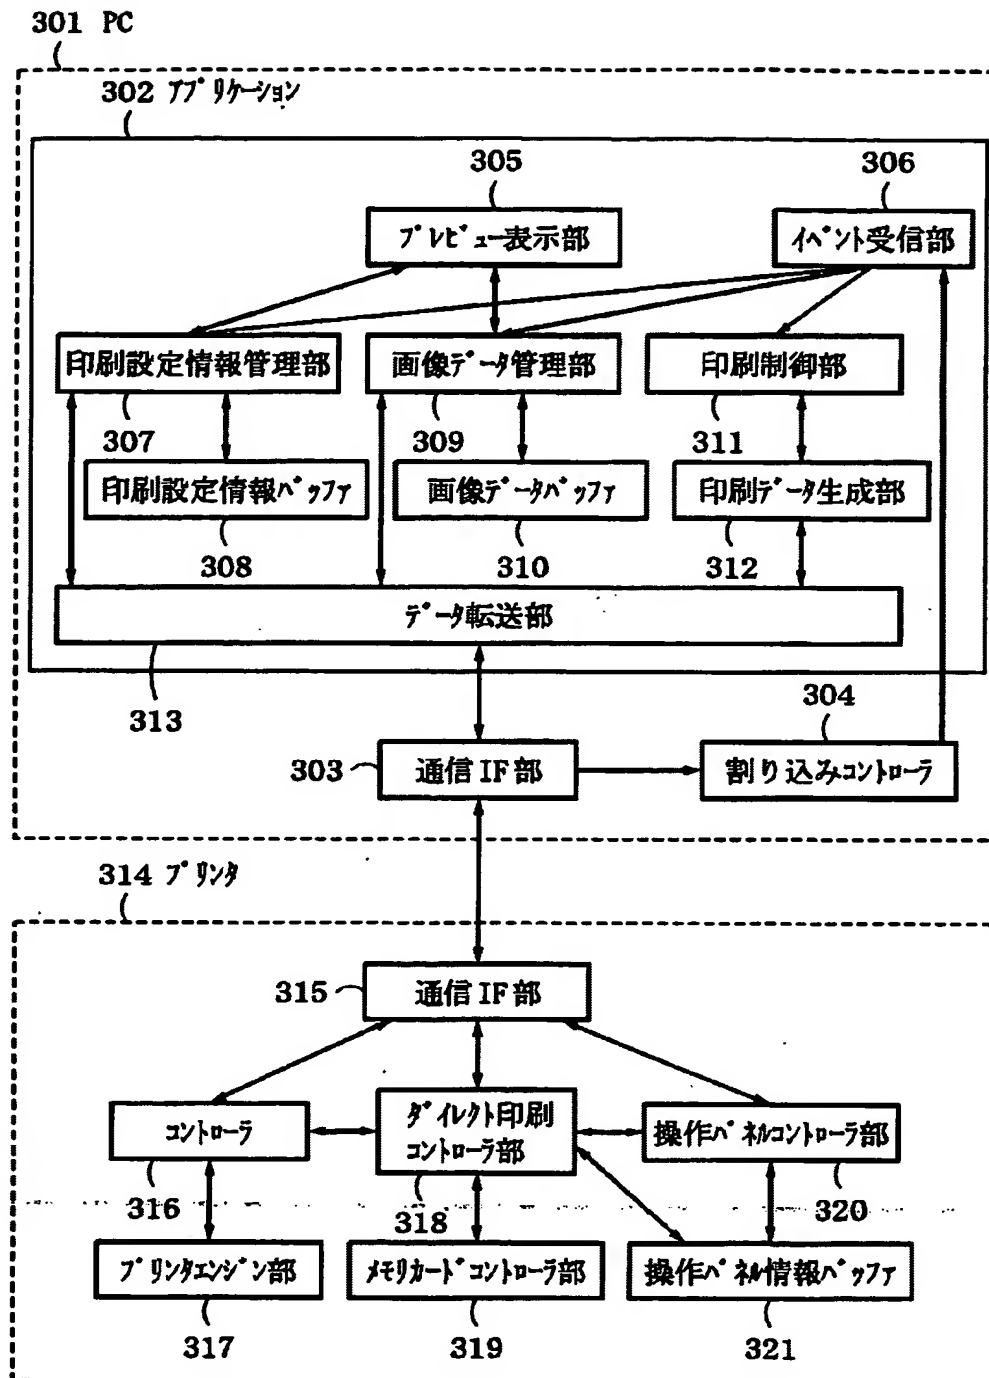 301 PC
302 アプリケーション
305
306
プレビュー表示部
イベント受信部
印刷設定情報管理部
画像データ管理部
印刷制御部
307
309
311
印刷設定情報バッファ
画像データバッファ
印刷データ生成部
308
310
312
データ転送部
313
304
303
通信IF部
割り込みコントローラ
314 プリンタ
315
通信IF部
コントローラ
ダイレクト印刷
コントローラ部
操作パネルコントローラ部
316
318
320
プリンタエンジン部
メモリカードコントローラ部
操作パネル情報バッファ
317
319
321